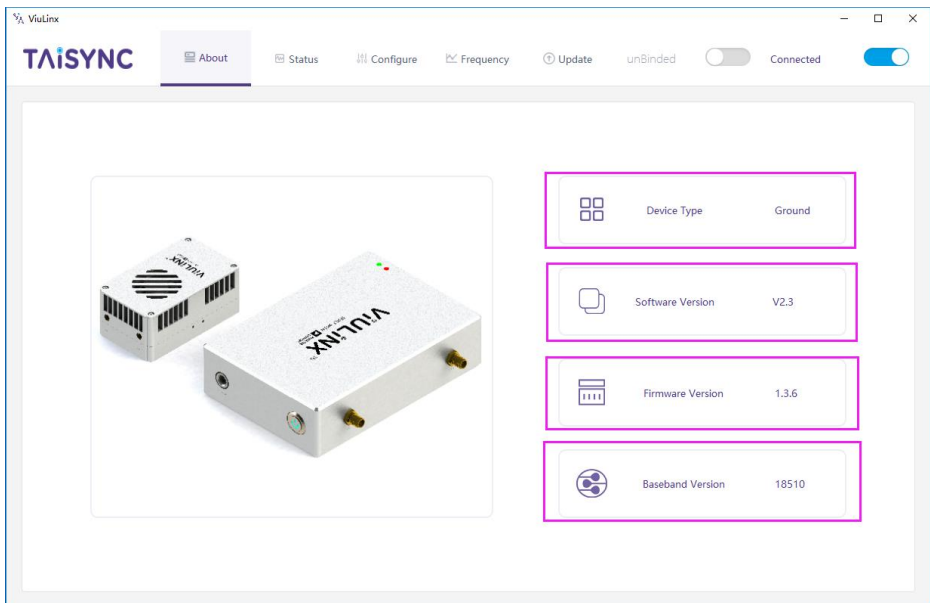 ViuLinx
TAiSYNC
About
Status
Configure
Frequency
Update
unBinded
Connected
Device Type Ground
Software Version V2.3
Firmware Version 1.3.6
Baseband Version 18510
ViULiNX
ViULiNX